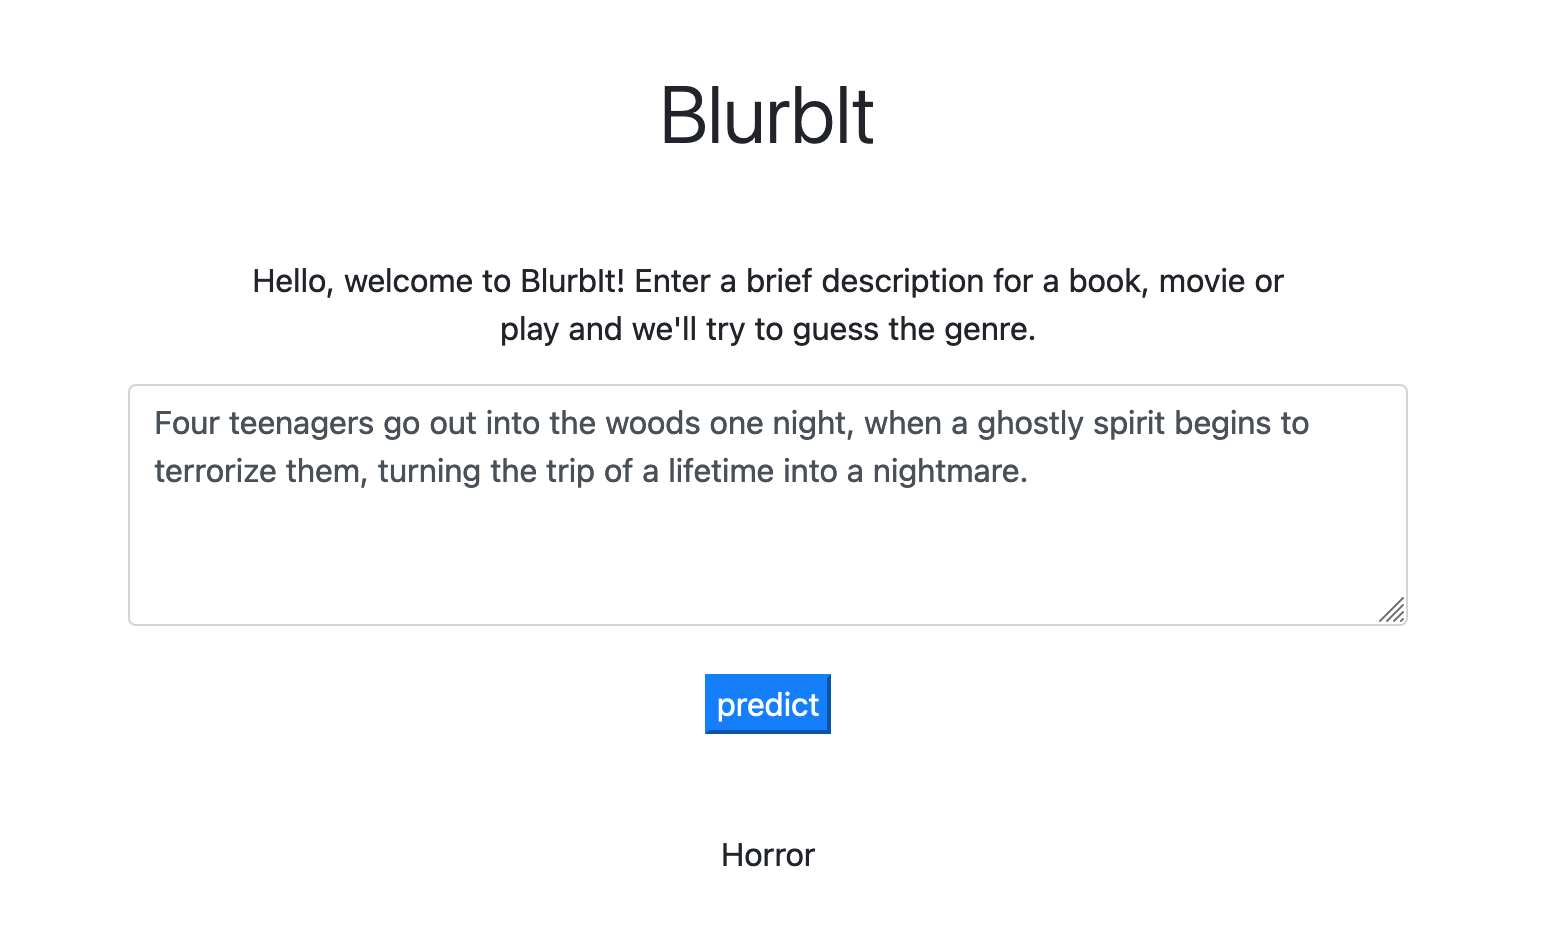 BlurbIt
Hello, welcome to BlurbIt! Enter a brief description for a book, movie or
play and we'll try to guess the genre.
Four teenagers go out into the woods one night, when a ghostly spirit begins to
terrorize them, turning the trip of a lifetime into a nightmare.
predict
Horror